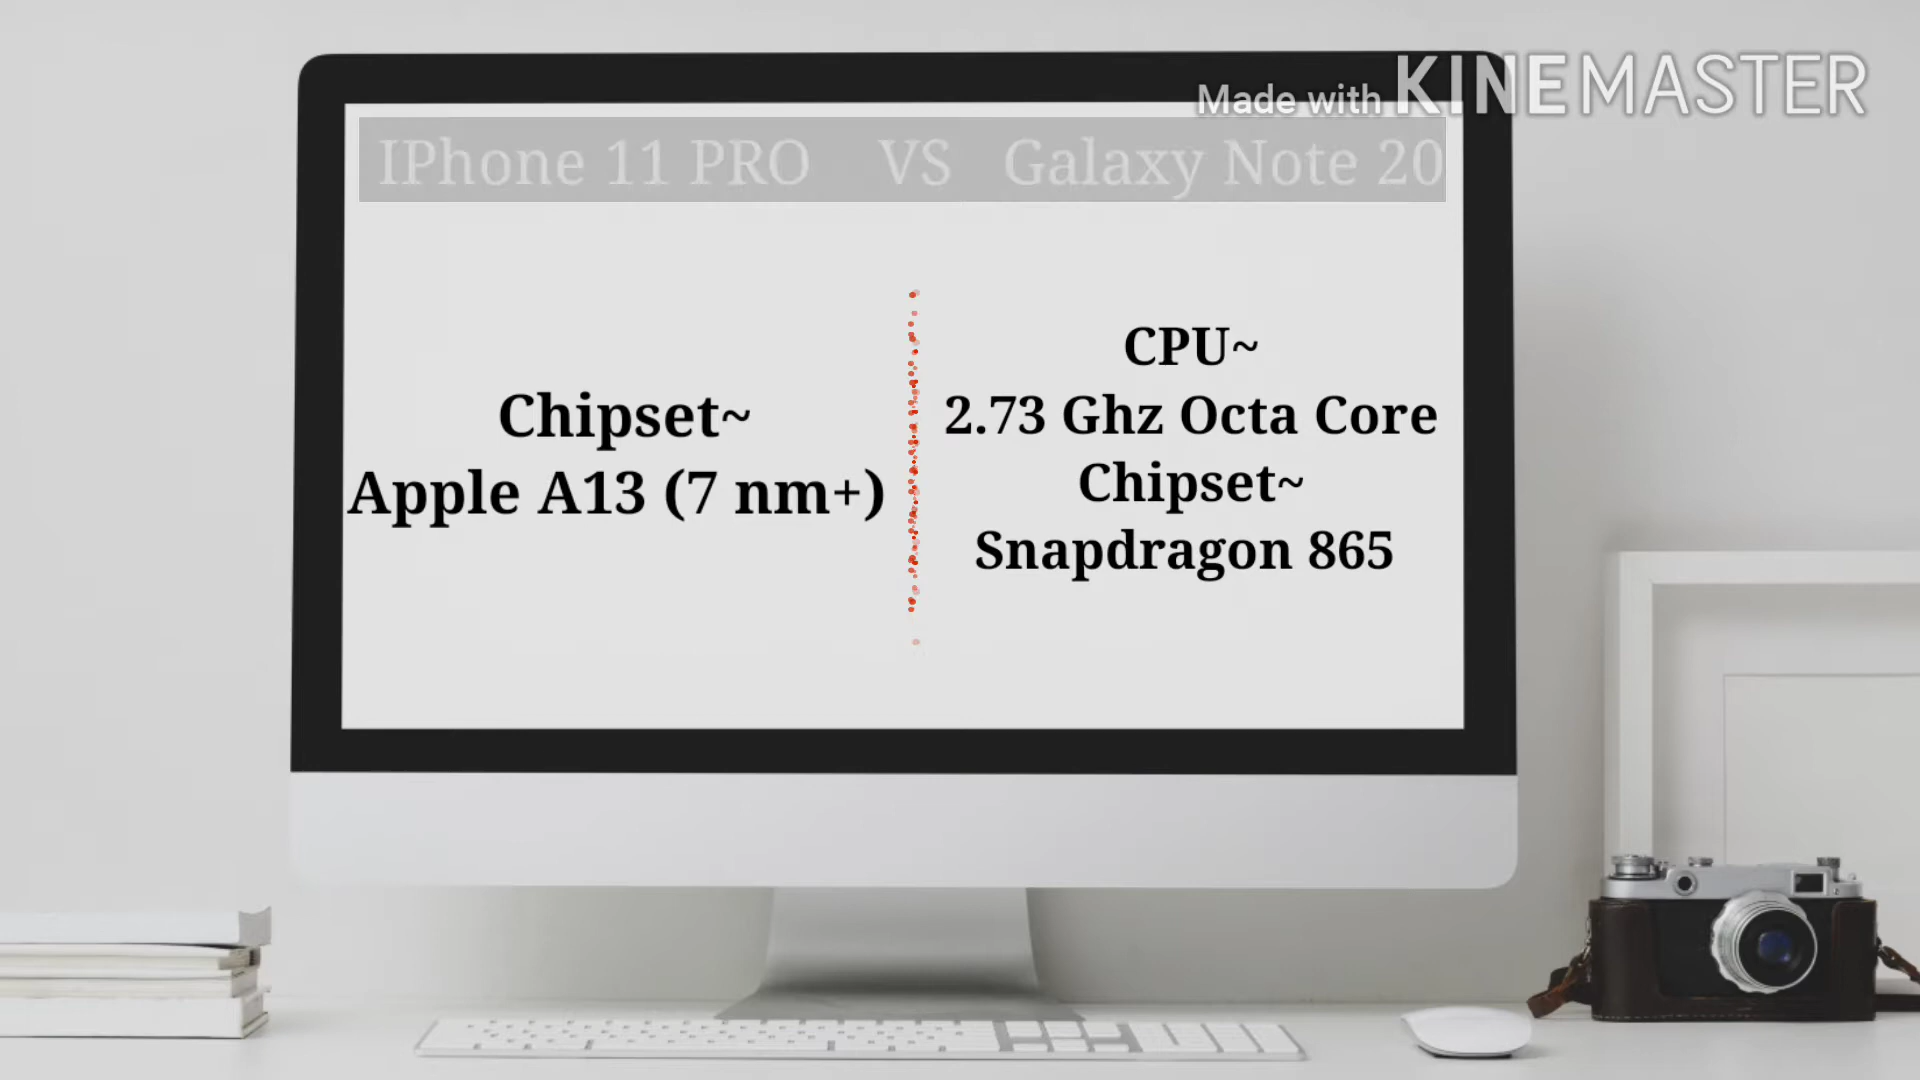 Made with KINEMASTER
IPhone 11 PRO VS Galaxy Note 20
Chipset~
Apple A13 (7 nm+)
CPU~
2.73 Ghz Octa Core
Chipset~
Snapdragon 865